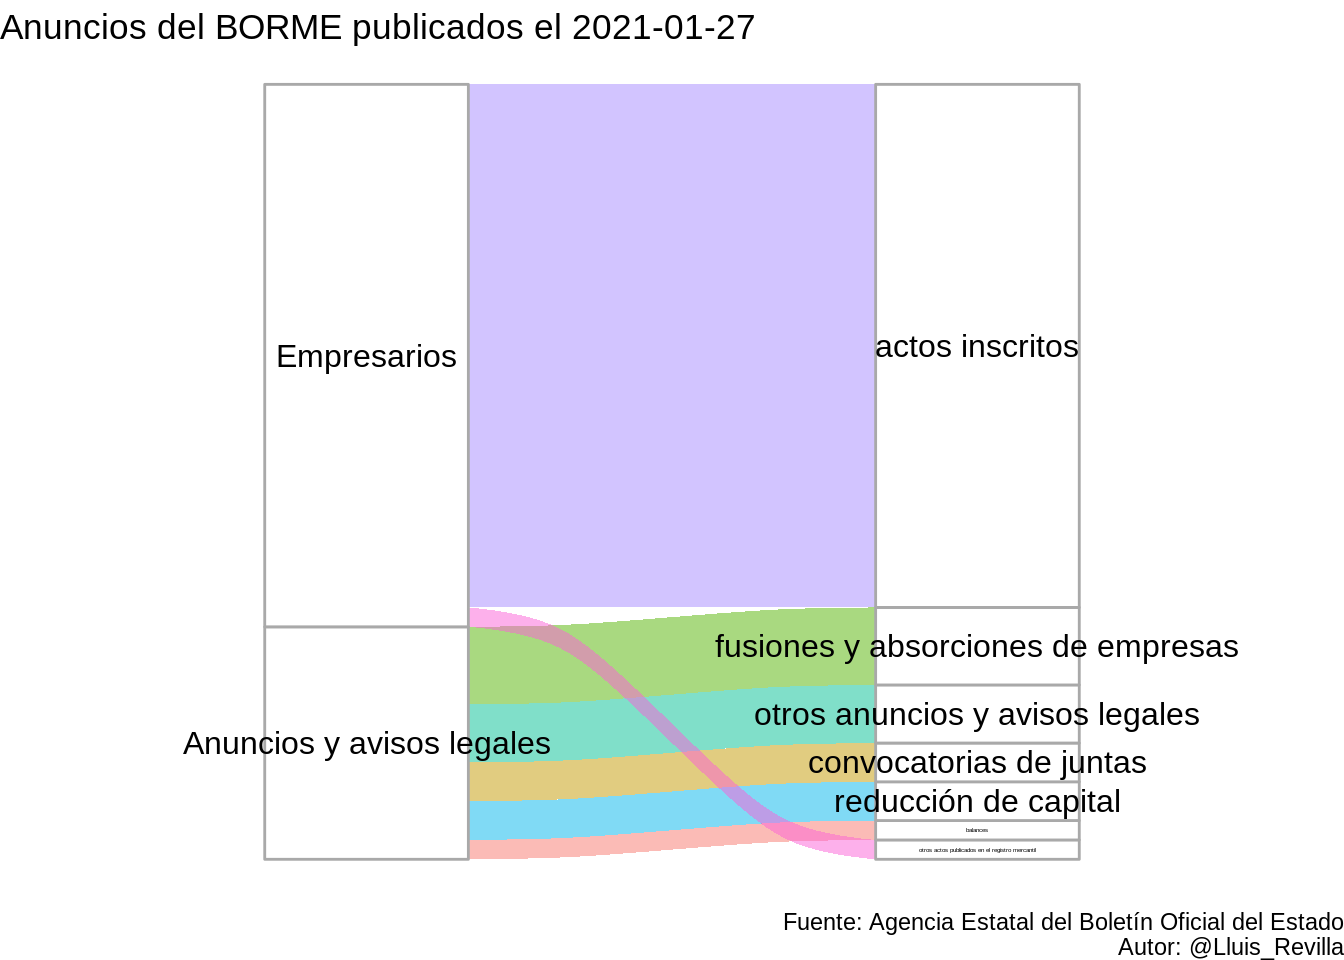 Anuncios del BORME publicados el 2021-01-27
Empresarios
actos inscritos
fusiones y absorciones de empresas
otros anuncios y avisos legales
Anuncios y avisos legales
convocatorias de juntas
reducción de capital
balances
otros actos publicados en el registro mercantil
Fuente: Agencia Estatal del Boletín Oficial del Estado
Autor: @Lluis_Revilla